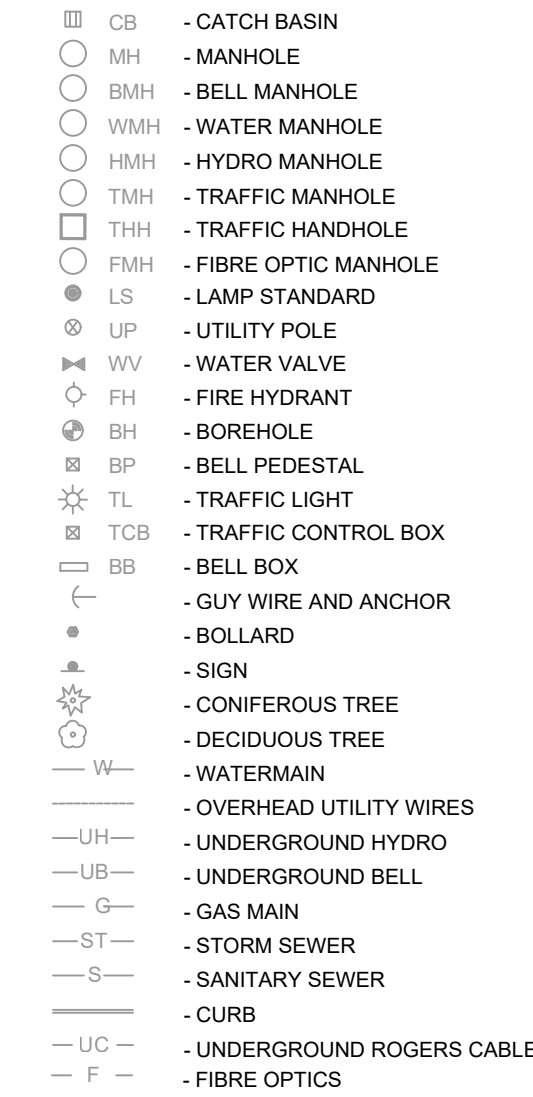 CB - CATCH BASIN
MH - MANHOLE
BMH - BELL MANHOLE
WMH - WATER MANHOLE
HMH - HYDRO MANHOLE
TMH - TRAFFIC MANHOLE
THH - TRAFFIC HANDHOLE
FMH - FIBRE OPTIC MANHOLE
LS - LAMP STANDARD
UP - UTILITY POLE
WV - WATER VALVE
FH - FIRE HYDRANT
BH - BOREHOLE
BP - BELL PEDESTAL
TL - TRAFFIC LIGHT
TCB - TRAFFIC CONTROL BOX
BB - BELL BOX
- GUY WIRE AND ANCHOR
- BOLLARD
- SIGN
- CONIFEROUS TREE
- DECIDUOUS TREE
W - WATERMAIN
- OVERHEAD UTILITY WIRES
UH - UNDERGROUND HYDRO
UB - UNDERGROUND BELL
G - GAS MAIN
ST - STORM SEWER
S - SANITARY SEWER
- CURB
UC - UNDERGROUND ROGERS CABLE
F - FIBRE OPTICS